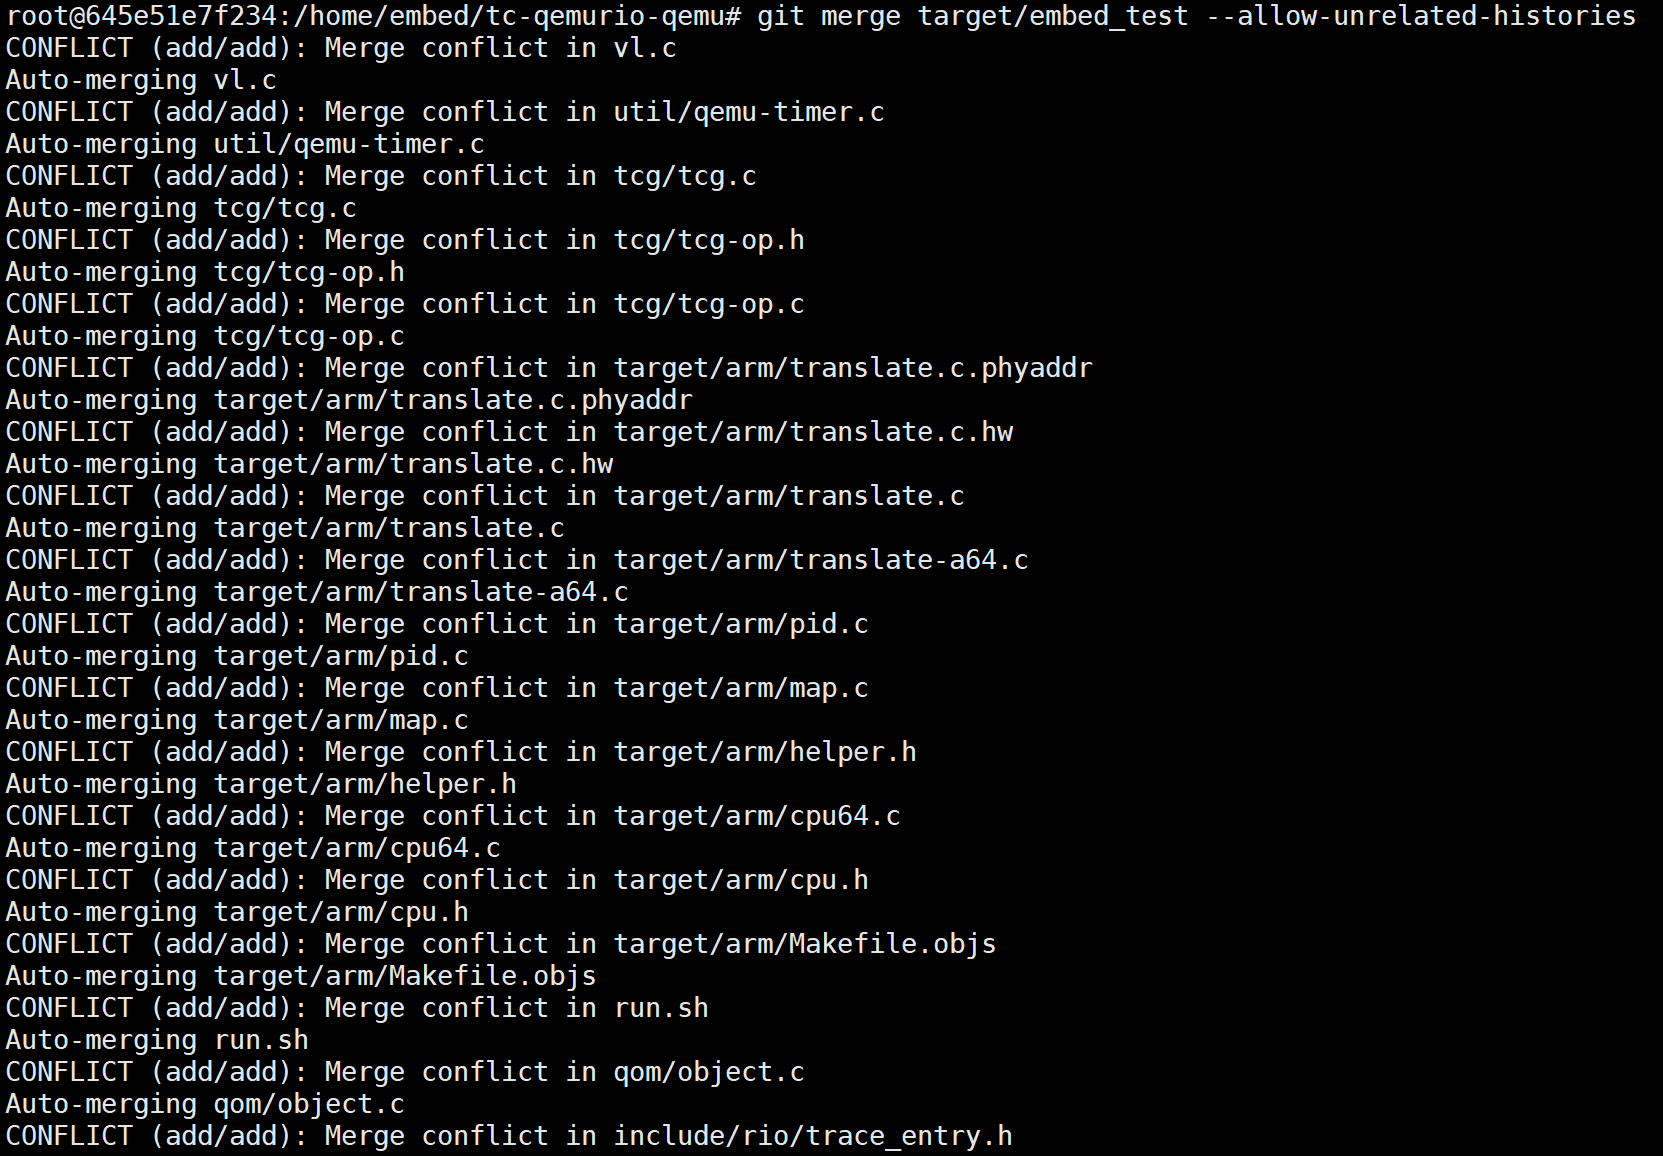 root@645e51e7f234:/home/embed/tc-qemurio-qemu# git merge target/embed_test --allow-unrelated-histories
CONFLICT (add/add): Merge conflict in vl.c
Auto-merging vl.c
CONFLICT (add/add): Merge conflict in util/qemu-timer.c
Auto-merging util/qemu-timer.c
CONFLICT (add/add): Merge conflict in tcg/tcg.c
Auto-merging tcg/tcg.c
CONFLICT (add/add): Merge conflict in tcg/tcg-op.h
Auto-merging tcg/tcg-op.h
CONFLICT (add/add): Merge conflict in tcg/tcg-op.c
Auto-merging tcg/tcg-op.c
CONFLICT (add/add): Merge conflict in target/arm/translate.c.phyaddr
Auto-merging target/arm/translate.c.phyaddr
CONFLICT (add/add): Merge conflict in target/arm/translate.c.hw
Auto-merging target/arm/translate.c.hw
CONFLICT (add/add): Merge conflict in target/arm/translate.c
Auto-merging target/arm/translate.c
CONFLICT (add/add): Merge conflict in target/arm/translate-a64.c
Auto-merging target/arm/translate-a64.c
CONFLICT (add/add): Merge conflict in target/arm/pid.c
Auto-merging target/arm/pid.c
CONFLICT (add/add): Merge conflict in target/arm/map.c
Auto-merging target/arm/map.c
CONFLICT (add/add): Merge conflict in target/arm/helper.h
Auto-merging target/arm/helper.h
CONFLICT (add/add): Merge conflict in target/arm/cpu64.c
Auto-merging target/arm/cpu64.c
CONFLICT (add/add): Merge conflict in target/arm/cpu.h
Auto-merging target/arm/cpu.h
CONFLICT (add/add): Merge conflict in target/arm/Makefile.objs
Auto-merging target/arm/Makefile.objs
CONFLICT (add/add): Merge conflict in run.sh
Auto-merging run.sh
CONFLICT (add/add): Merge conflict in qom/object.c
Auto-merging qom/object.c
CONFLICT (add/add): Merge conflict in include/rio/trace_entry.h